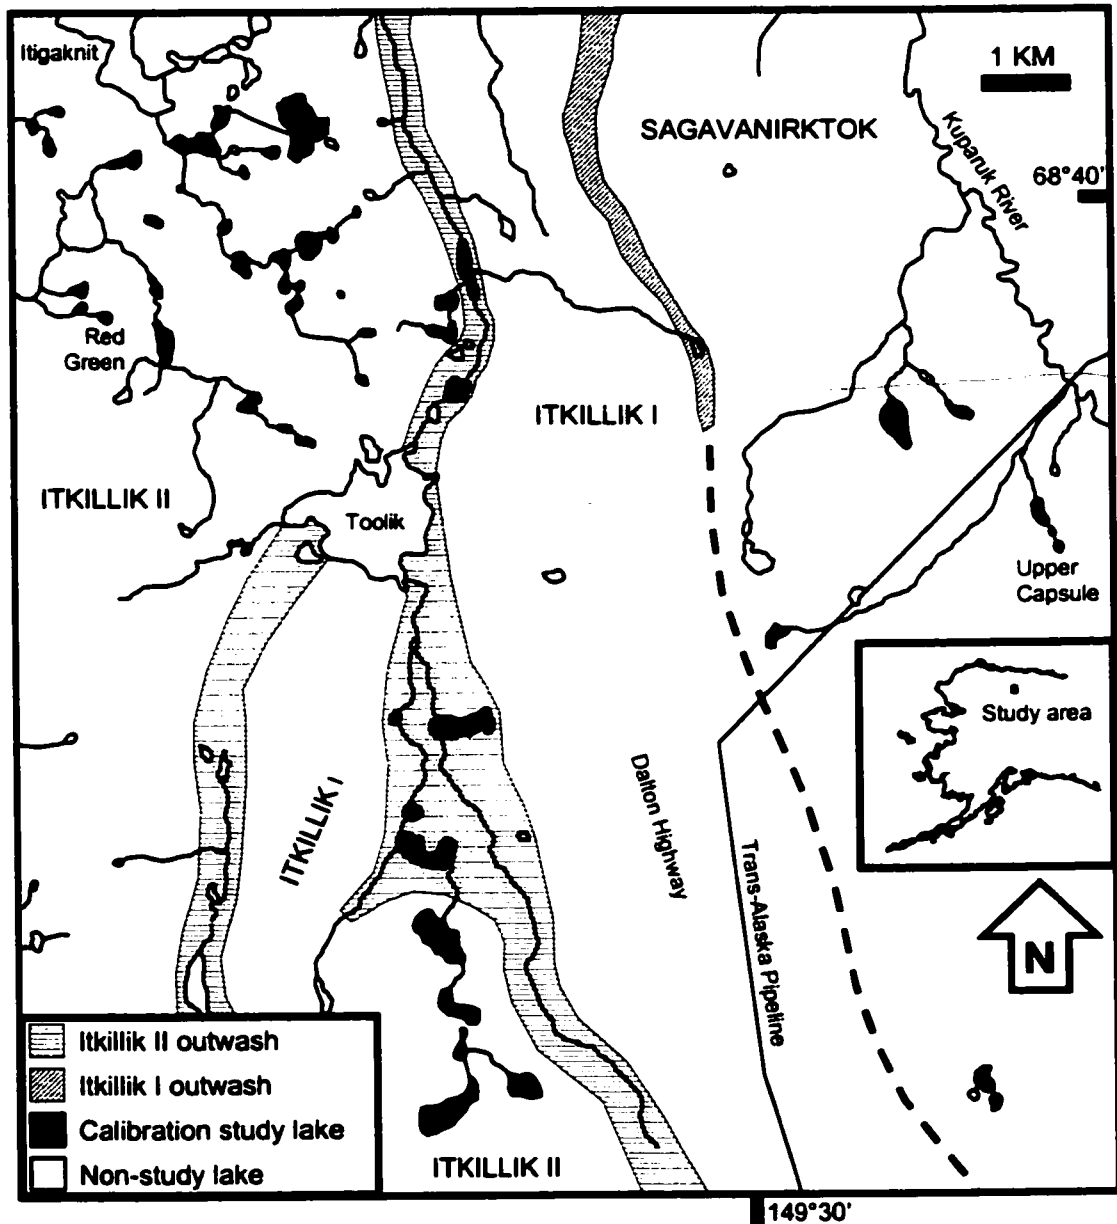 Itigaknit
1 KM
SAGAVANIRKTOK
Kuparuk River
68°40'
Red
Green
ITKILLIK I
ITKILLIK II
Toolik
Upper
Capsule
Study area
ITKILLIK I
Dalton Highway
Trans-Alaska Pipeline
N
Itkillik II outwash
Itkillik I outwash
Calibration study lake
Non-study lake
ITKILLIK II
149°30'